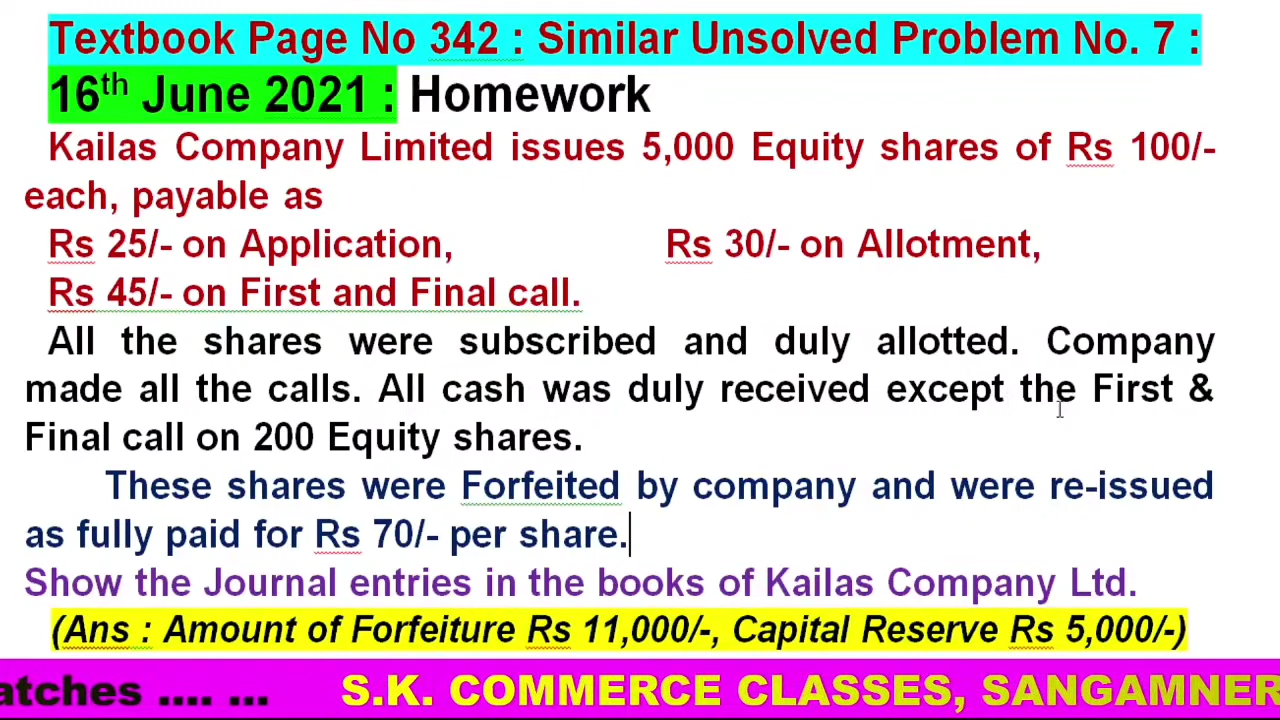 Textbook Page No 342 : Similar Unsolved Problem No. 7 :
16th June 2021 : Homework
Kailas Company Limited issues 5,000 Equity shares of Rs 100/-
each, payable as
Rs 25/- on Application, Rs 30/- on Allotment,
Rs 45/- on First and Final call.
All the shares were subscribed and duly allotted. Company
made all the calls. All cash was duly received except the First &
Final call on 200 Equity shares.
These shares were Forfeited by company and were re-issued
as fully paid for Rs 70/- per share.
Show the Journal entries in the books of Kailas Company Ltd.
(Ans : Amount of Forfeiture Rs 11,000/-, Capital Reserve Rs 5,000/-)
atches .... ... S.K. COMMERCE CLASSES, SANGAMNER